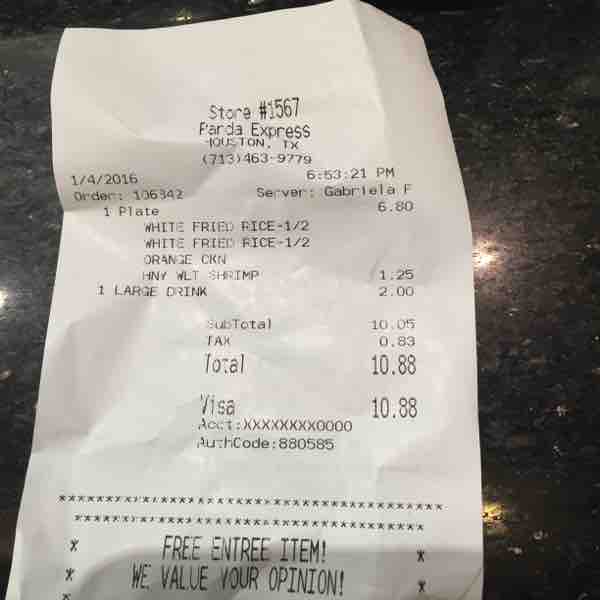 Store #1567
Panda Express
HOUSTON, TX
(713)463-9779
1/4/2016 6:53:21 PM
Order: 106342 Server: Gabriela F
1 Plate 6.80
WHITE FRIED RICE-1/2
WHITE FRIED RICE-1/2
ORANGE CKN
HNY WLT SHRIMP 1.25
1 LARGE DRINK 2.00
SubTotal 10.05
TAX 0.83
Total 10.88
Visa 10.88
Acct:XXXXXXXX0000
AuthCode:880585
****************************************
************************************
* FREE ENTREE ITEM! *
* WE VALUE YOUR OPINION! *